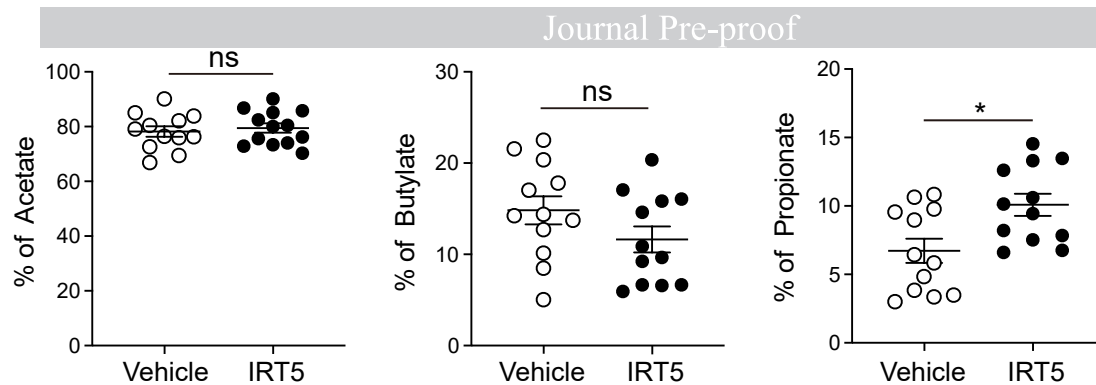 Journal Pre-proof
ns
100
80
60
40
20
0
% of Acetate
Vehicle IRT5
ns
30
20
10
0
% of Butylate
Vehicle IRT5
*
20
15
10
5
0
% of Propionate
Vehicle IRT5